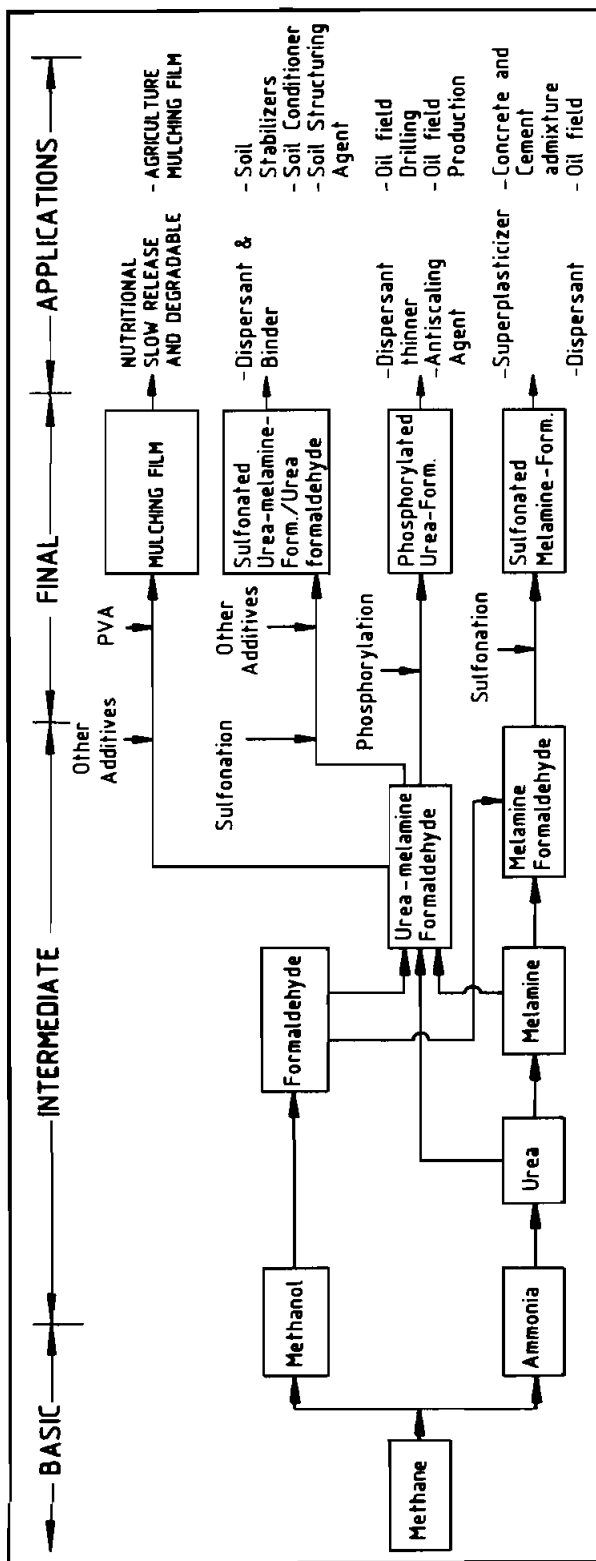 BASIC
INTERMEDIATE
FINAL
APPLICATIONS
Methane
Methanol
Ammonia
Formaldehyde
Urea
Melamine
Urea-melamine
Formaldehyde
Melamine
Formaldehyde
Other
Additives
PVA
MULCHING FILM
NUTRITIONAL
SLOW RELEASE
AND DEGRADABLE
- AGRICULTURE
MULCHING FILM
Sulfonation
Other
Additives
Sulfonated
Urea-melamine-
Form./Urea
formaldehyde
-Dispersant &
Binder
- Soil
Stabilizers
- Soil Conditioner
- Soil Structuring
Agent
Phosphorylation
Phosphorylated
Urea-Form.
-Dispersant
thinner
-Antiscaling
Agent
- Oil field
Drilling
- Oil field
Production
Sulfonation
Sulfonated
Melamine-Form.
-Superplasticizer
-Dispersant
-Concrete and
Cement
admixture
- Oil field